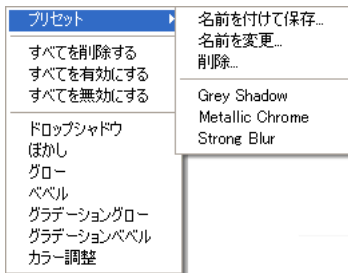 プリセット
すべてを削除する
すべてを有効にする
すべてを無効にする
ドロップシャドウ
ぼかし
グロー
ベベル
グラデーショングロー
グラデーションベベル
カラー調整
名前を付けて保存...
名前を変更...
削除...
Grey Shadow
Metallic Chrome
Strong Blur